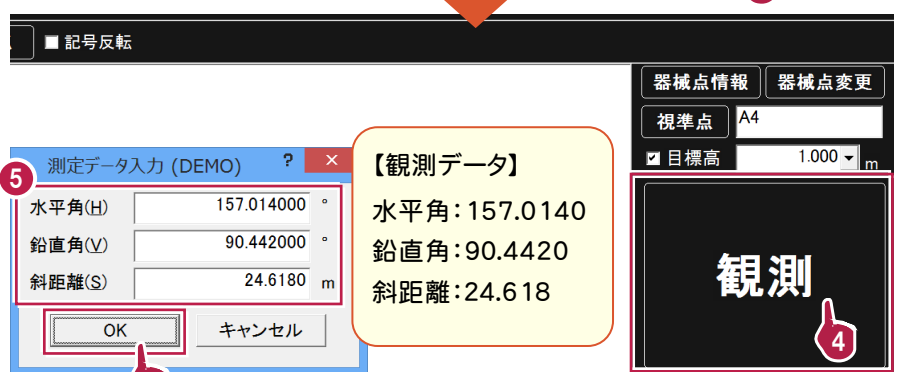 記号反転
器械点情報 器械点変更
視準点 A4
目標高 1.000 m
測定データ入力 (DEMO) ? ×
5
水平角(H) 157.014000 °
鉛直角(V) 90.442000 °
斜距離(S) 24.6180 m
OK キャンセル
【観測データ】
水平角:157.0140
鉛直角:90.4420
斜距離:24.618
観測
4